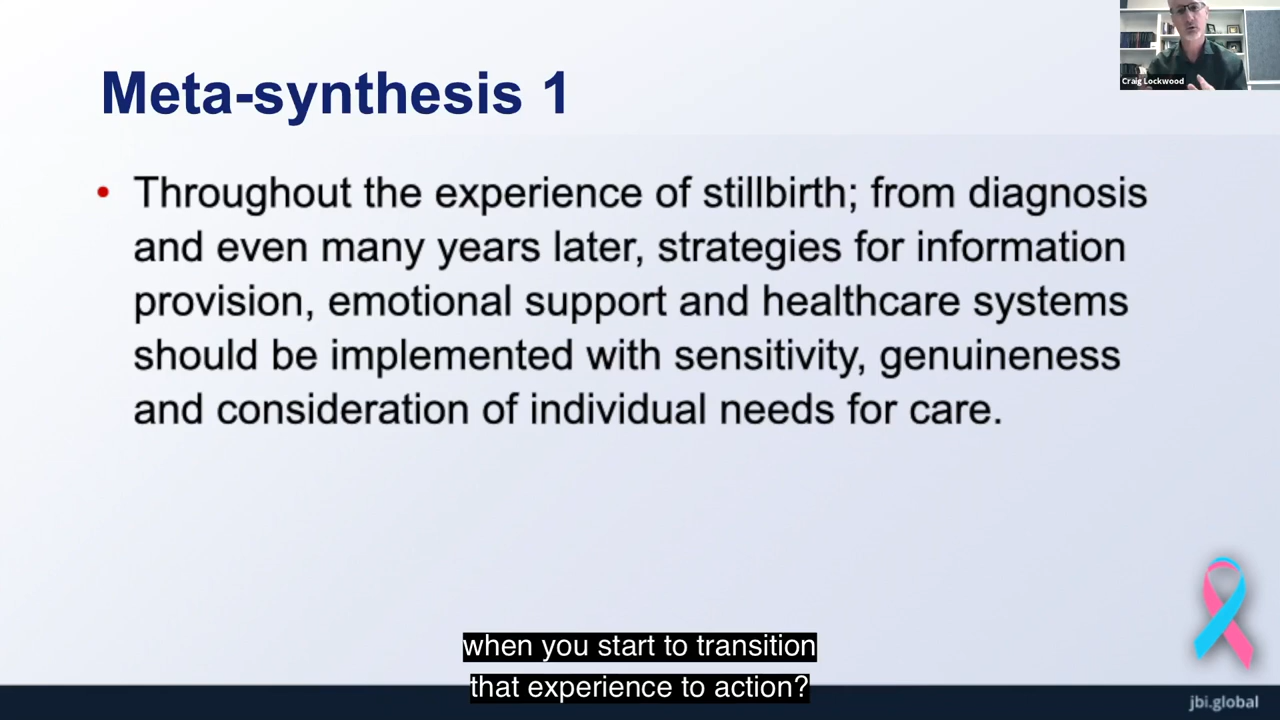 Craig Lockwood
Meta-synthesis 1
• Throughout the experience of stillbirth; from diagnosis
and even many years later, strategies for information
provision, emotional support and healthcare systems
should be implemented with sensitivity, genuineness
and consideration of individual needs for care.
when you start to transition
that experience to action?
jbi.global